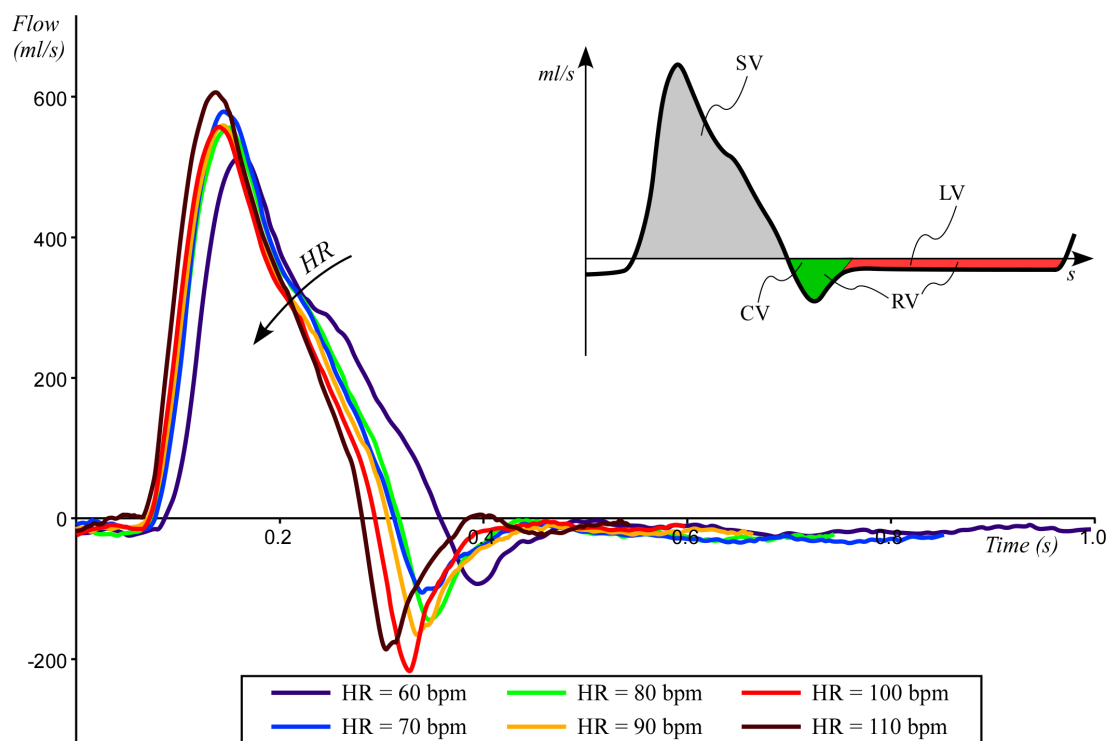 Flow
(ml/s)
600
400
200
0
-200
HR
0.2
0.4
0.6
0.8
1.0
Time (s)
ml/s
SV
LV
CV
RV
s
HR = 60 bpm
HR = 80 bpm
HR = 100 bpm
HR = 70 bpm
HR = 90 bpm
HR = 110 bpm